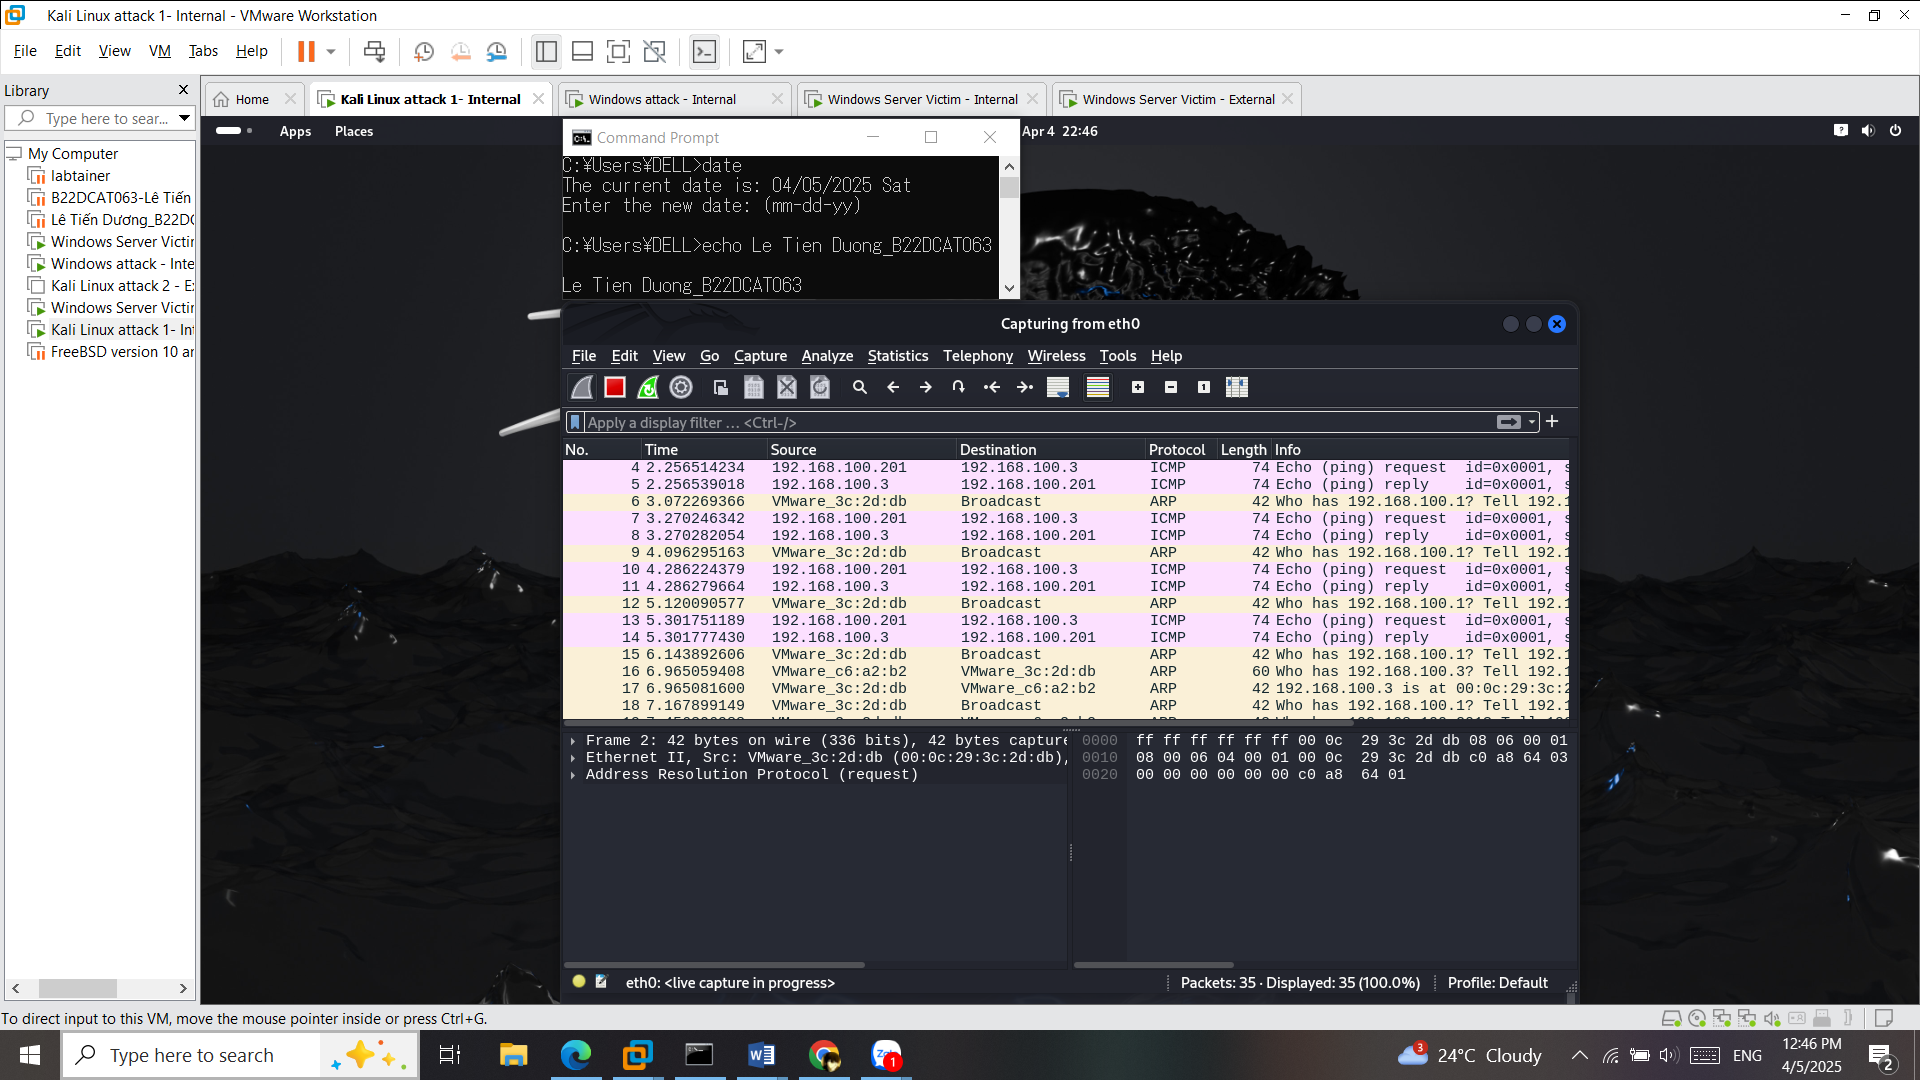 Kali Linux attack 1- Internal - VMware Workstation
File Edit View VM Tabs Help
Library
Type here to sear...
Home
Kali Linux attack 1- Internal
Windows attack - Internal
Windows Server Victim - Internal
Windows Server Victim - External
My Computer
labtainer
B22DCAT063-Lê Tiến
Lê Tiến Dương_B22DC
Windows Server Victim
Windows attack - Inte
Kali Linux attack 2 - E
Windows Server Victim
Kali Linux attack 1- Int
FreeBSD version 10 ar
Apps Places
Apr 4 22:46
Command Prompt
C:¥Users¥DELL>date
The current date is: 04/05/2025 Sat
Enter the new date: (mm-dd-yy)
C:¥Users¥DELL>echo Le Tien Duong_B22DCAT063
Le Tien Duong_B22DCAT063
Capturing from eth0
File Edit View Go Capture Analyze Statistics Telephony Wireless Tools Help
Apply a display filter … <Ctrl-/>
No. Time Source Destination Protocol Length Info
4 2.256514234 192.168.100.201 192.168.100.3 ICMP 74 Echo (ping) request id=0x0001, s
5 2.256539018 192.168.100.3 192.168.100.201 ICMP 74 Echo (ping) reply id=0x0001, s
6 3.072269366 VMware_3c:2d:db Broadcast ARP 42 Who has 192.168.100.1? Tell 192.1
7 3.270246342 192.168.100.201 192.168.100.3 ICMP 74 Echo (ping) request id=0x0001, s
8 3.270282054 192.168.100.3 192.168.100.201 ICMP 74 Echo (ping) reply id=0x0001, s
9 4.096295163 VMware_3c:2d:db Broadcast ARP 42 Who has 192.168.100.1? Tell 192.1
10 4.286224379 192.168.100.201 192.168.100.3 ICMP 74 Echo (ping) request id=0x0001, s
11 4.286279664 192.168.100.3 192.168.100.201 ICMP 74 Echo (ping) reply id=0x0001, s
12 5.120090577 VMware_3c:2d:db Broadcast ARP 42 Who has 192.168.100.1? Tell 192.1
13 5.301751189 192.168.100.201 192.168.100.3 ICMP 74 Echo (ping) request id=0x0001, s
14 5.301777430 192.168.100.3 192.168.100.201 ICMP 74 Echo (ping) reply id=0x0001, s
15 6.143892606 VMware_3c:2d:db Broadcast ARP 42 Who has 192.168.100.1? Tell 192.1
16 6.965059408 VMware_c6:a2:b2 VMware_3c:2d:db ARP 60 Who has 192.168.100.3? Tell 192.1
17 6.965081600 VMware_3c:2d:db VMware_c6:a2:b2 ARP 42 192.168.100.3 is at 00:0c:29:3c:2
18 7.167899149 VMware_3c:2d:db Broadcast ARP 42 Who has 192.168.100.1? Tell 192.1
Frame 2: 42 bytes on wire (336 bits), 42 bytes capture
Ethernet II, Src: VMware_3c:2d:db (00:0c:29:3c:2d:db),
Address Resolution Protocol (request)
0000 ff ff ff ff ff ff 00 0c 29 3c 2d db 08 06 00 01
0010 08 00 06 04 00 01 00 0c 29 3c 2d db c0 a8 64 03
0020 00 00 00 00 00 00 c0 a8 64 01
eth0: <live capture in progress>
Packets: 35 · Displayed: 35 (100.0%)
Profile: Default
To direct input to this VM, move the mouse pointer inside or press Ctrl+G.
Type here to search
1
3
24°C Cloudy
ENG
12:46 PM
4/5/2025
2